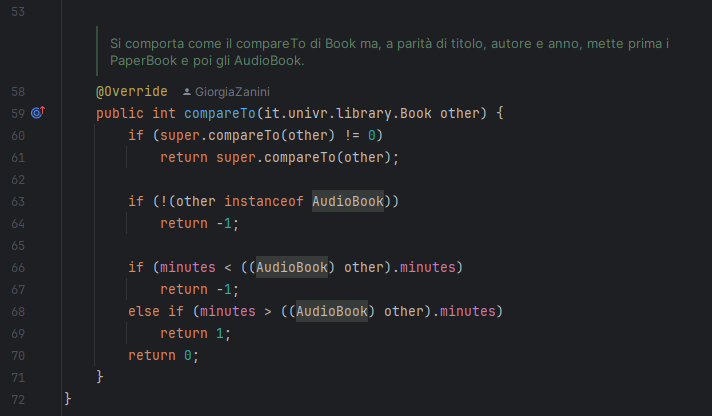 53
Si comporta come il compareTo di Book ma, a parità di titolo, autore e anno, mette prima i
PaperBook e poi gli AudioBook.
58 @Override GiorgiaZanini
59 public int compareTo(it.univr.library.Book other) {
60 if (super.compareTo(other) != 0)
61 return super.compareTo(other);
62
63 if (!(other instanceof AudioBook))
64 return -1;
65
66 if (minutes < ((AudioBook) other).minutes)
67 return -1;
68 else if (minutes > ((AudioBook) other).minutes)
69 return 1;
70 return 0;
71 }
72 }